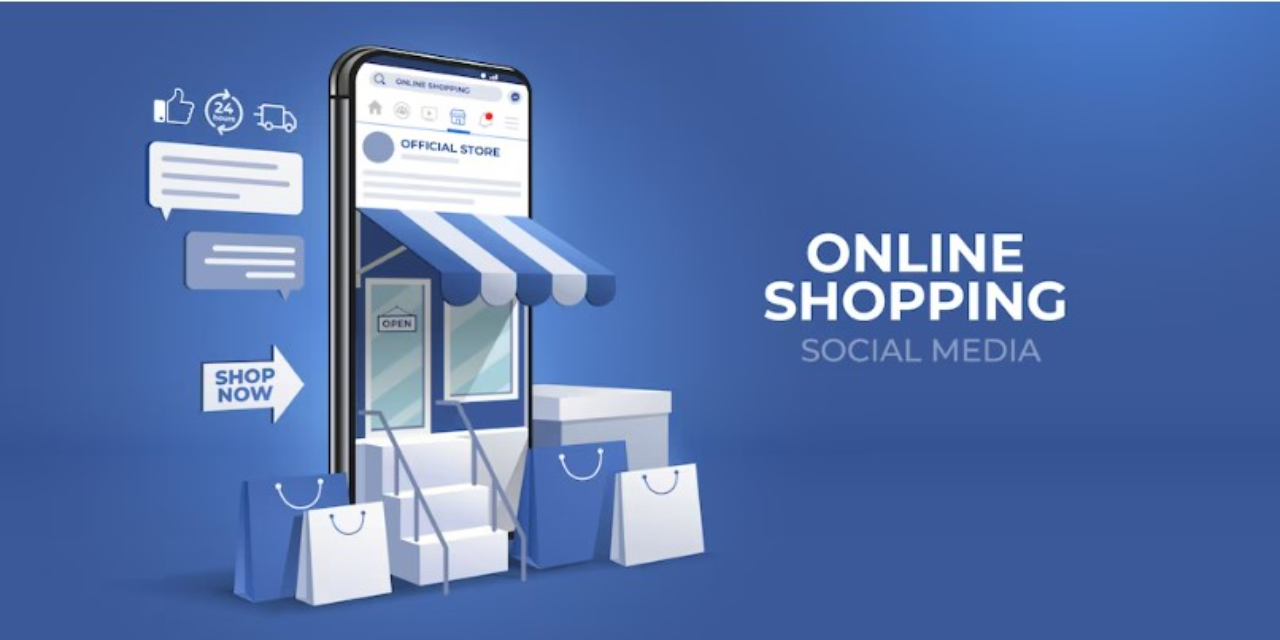 24
hours
ONLINE SHOPPING
OFFICIAL STORE
OPEN
SHOP
NOW
ONLINE
SHOPPING
SOCIAL MEDIA